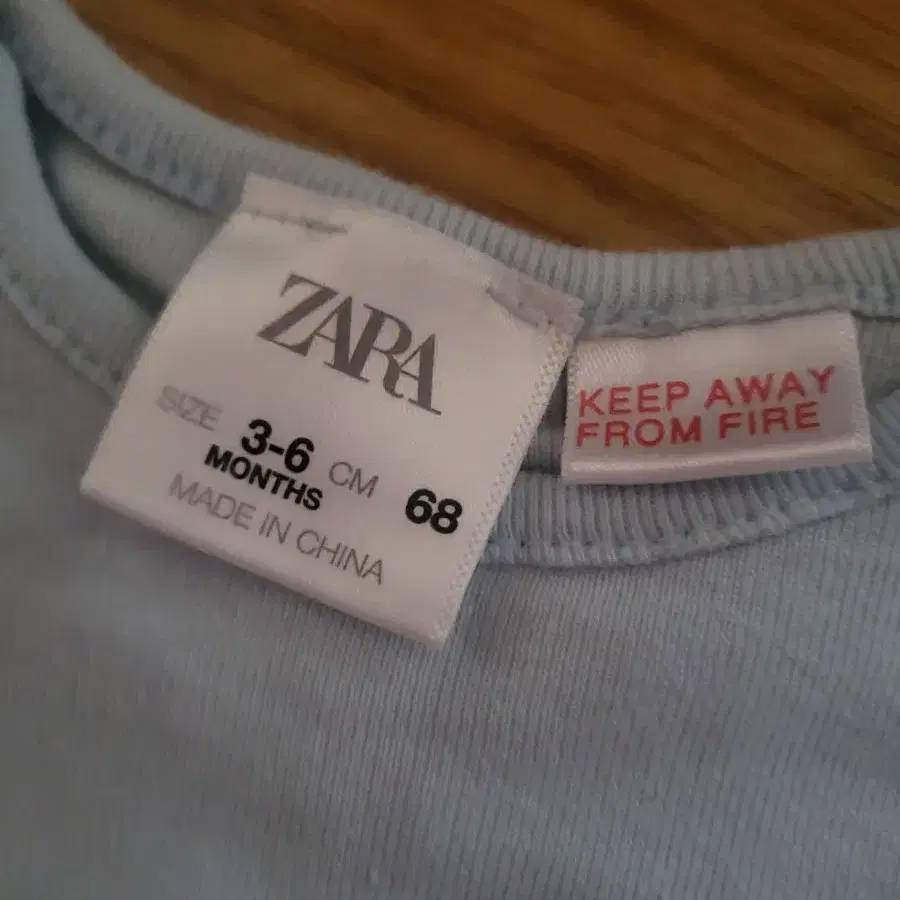 ZARA
SIZE 3-6 MONTHS CM 68
MADE IN CHINA
KEEP AWAY
FROM FIRE